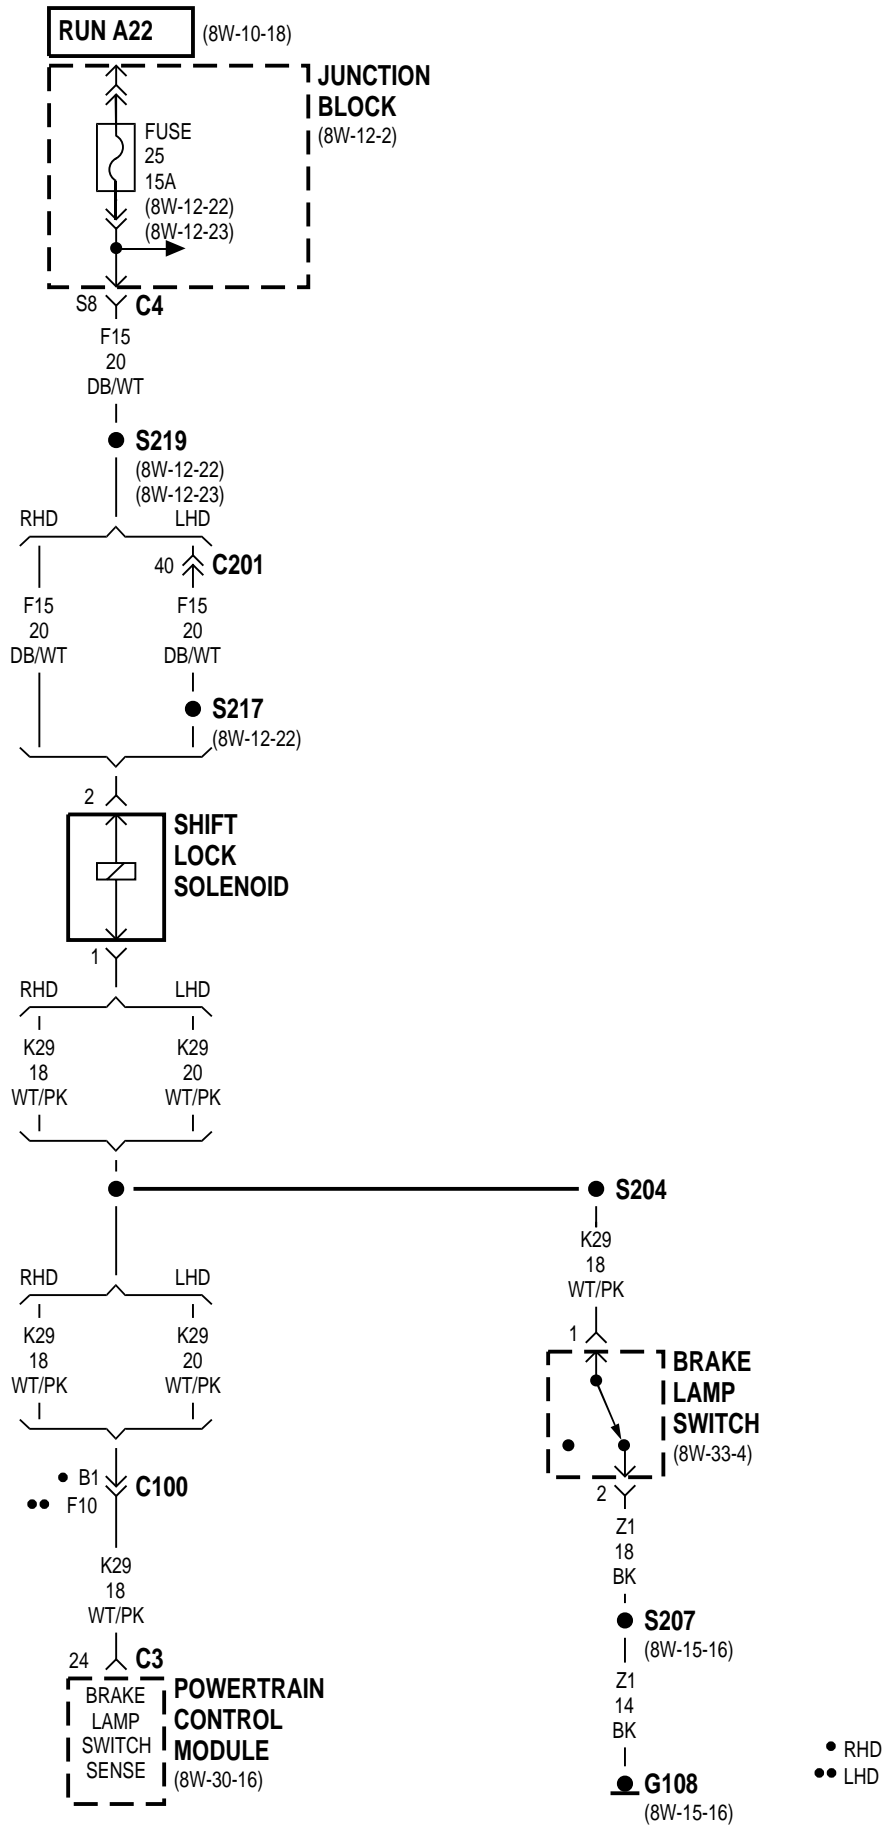 RUN A22
(8W-10-18)
JUNCTION
BLOCK
(8W-12-2)
FUSE
25
15A
(8W-12-22)
(8W-12-23)
S8
C4
F15
20
DB/WT
S219
(8W-12-22)
(8W-12-23)
RHD
LHD
40
C201
F15
20
DB/WT
F15
20
DB/WT
S217
(8W-12-22)
2
SHIFT
LOCK
SOLENOID
1
RHD
LHD
K29
18
WT/PK
K29
20
WT/PK
S204
K29
18
WT/PK
RHD
LHD
K29
18
WT/PK
K29
20
WT/PK
1
BRAKE
LAMP
SWITCH
(8W-33-4)
2
• B1
•• F10
C100
Z1
18
BK
K29
18
WT/PK
S207
(8W-15-16)
24
C3
BRAKE
LAMP
SWITCH
SENSE
POWERTRAIN
CONTROL
MODULE
(8W-30-16)
Z1
14
BK
G108
(8W-15-16)
• RHD
•• LHD